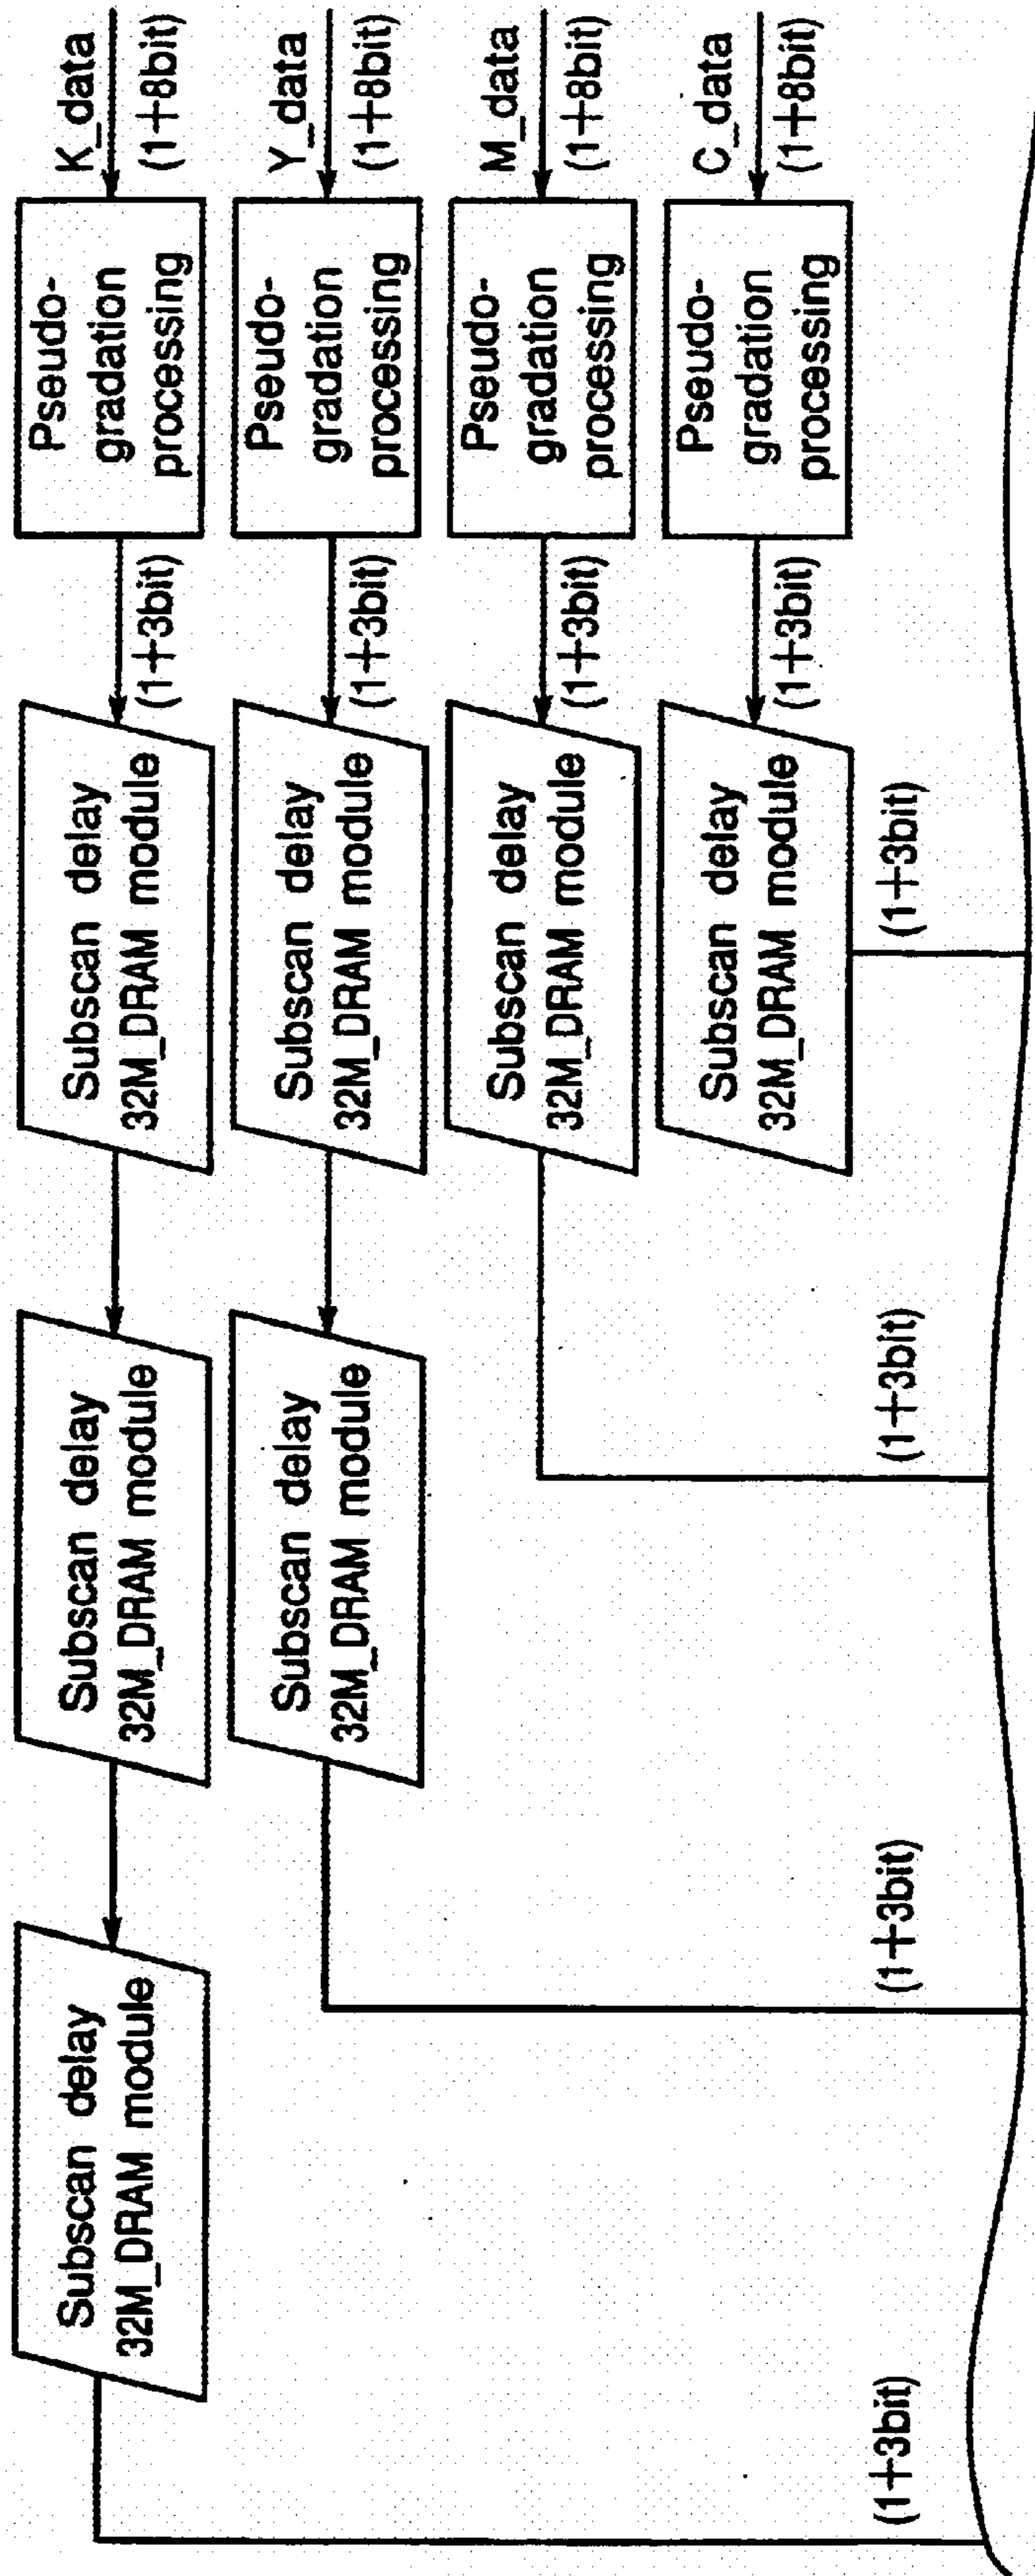 Subscan delay
32M_DRAM module
Subscan delay
32M_DRAM module
Subscan delay
32M_DRAM module
(1+3bit)
Pseudo-
gradation
processing
K_data
(1+8bit)
Subscan delay
32M_DRAM module
Subscan delay
32M_DRAM module
(1+3bit)
Pseudo-
gradation
processing
Y_data
(1+8bit)
Subscan delay
32M_DRAM module
(1+3bit)
Pseudo-
gradation
processing
M_data
(1+8bit)
Subscan delay
32M_DRAM module
(1+3bit)
Pseudo-
gradation
processing
C_data
(1+8bit)
(1+3bit)
(1+3bit)
(1+3bit)
(1+3bit)